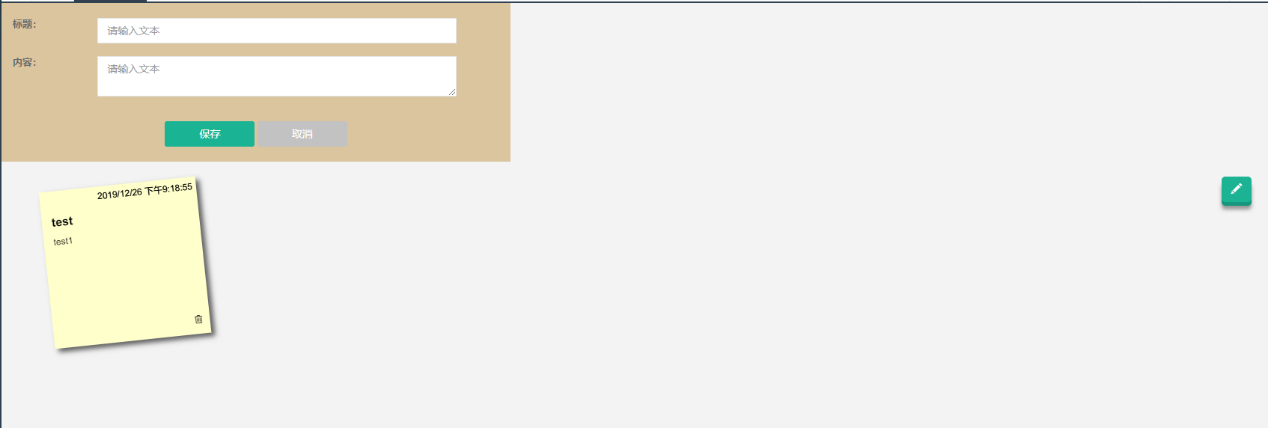 标题：
请输入文本
内容：
请输入文本
保存
取消
2019/12/26 下午9:18:55
test
test1